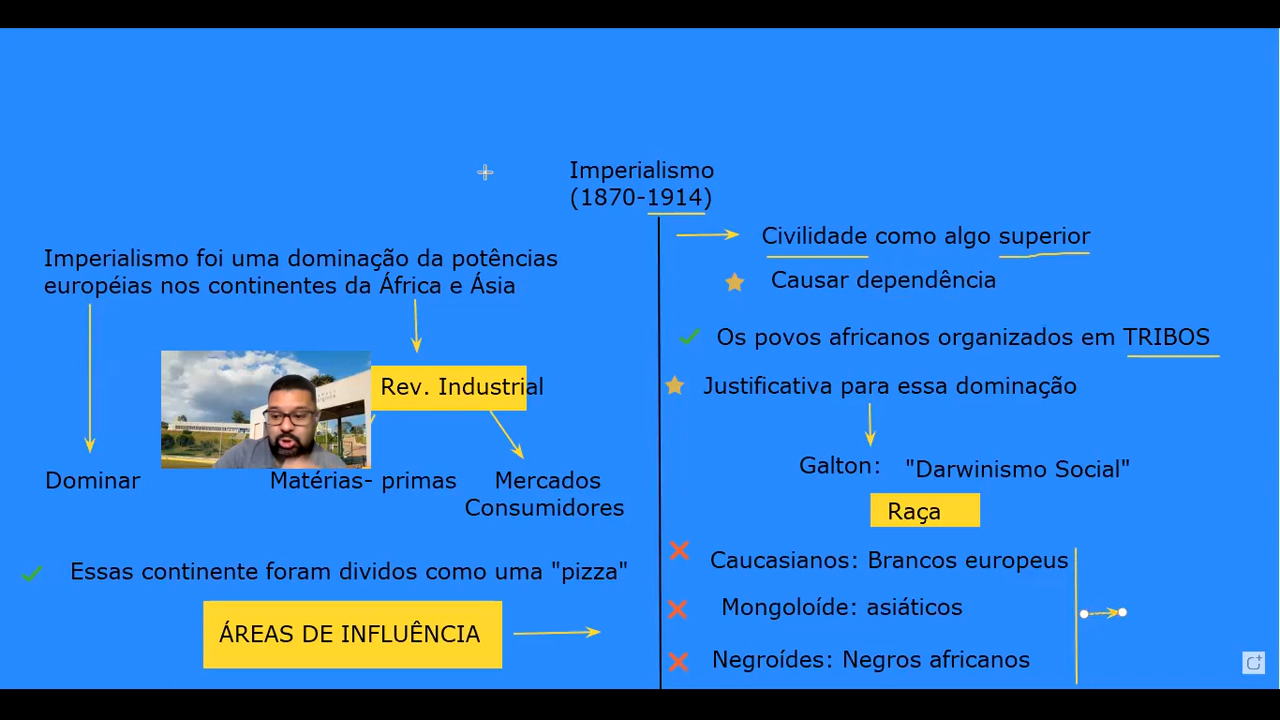 Imperialismo
(1870-1914)
Imperialismo foi uma dominação da potências
européias nos continentes da África e Ásia
Rev. Industrial
Dominar
Matérias- primas
Mercados
Consumidores
Essas continente foram dividos como uma "pizza"
ÁREAS DE INFLUÊNCIA
Civilidade como algo superior
Causar dependência
Os povos africanos organizados em TRIBOS
Justificativa para essa dominação
Galton: "Darwinismo Social"
Raça
Caucasianos: Brancos europeus
Mongoloíde: asiáticos
Negroídes: Negros africanos